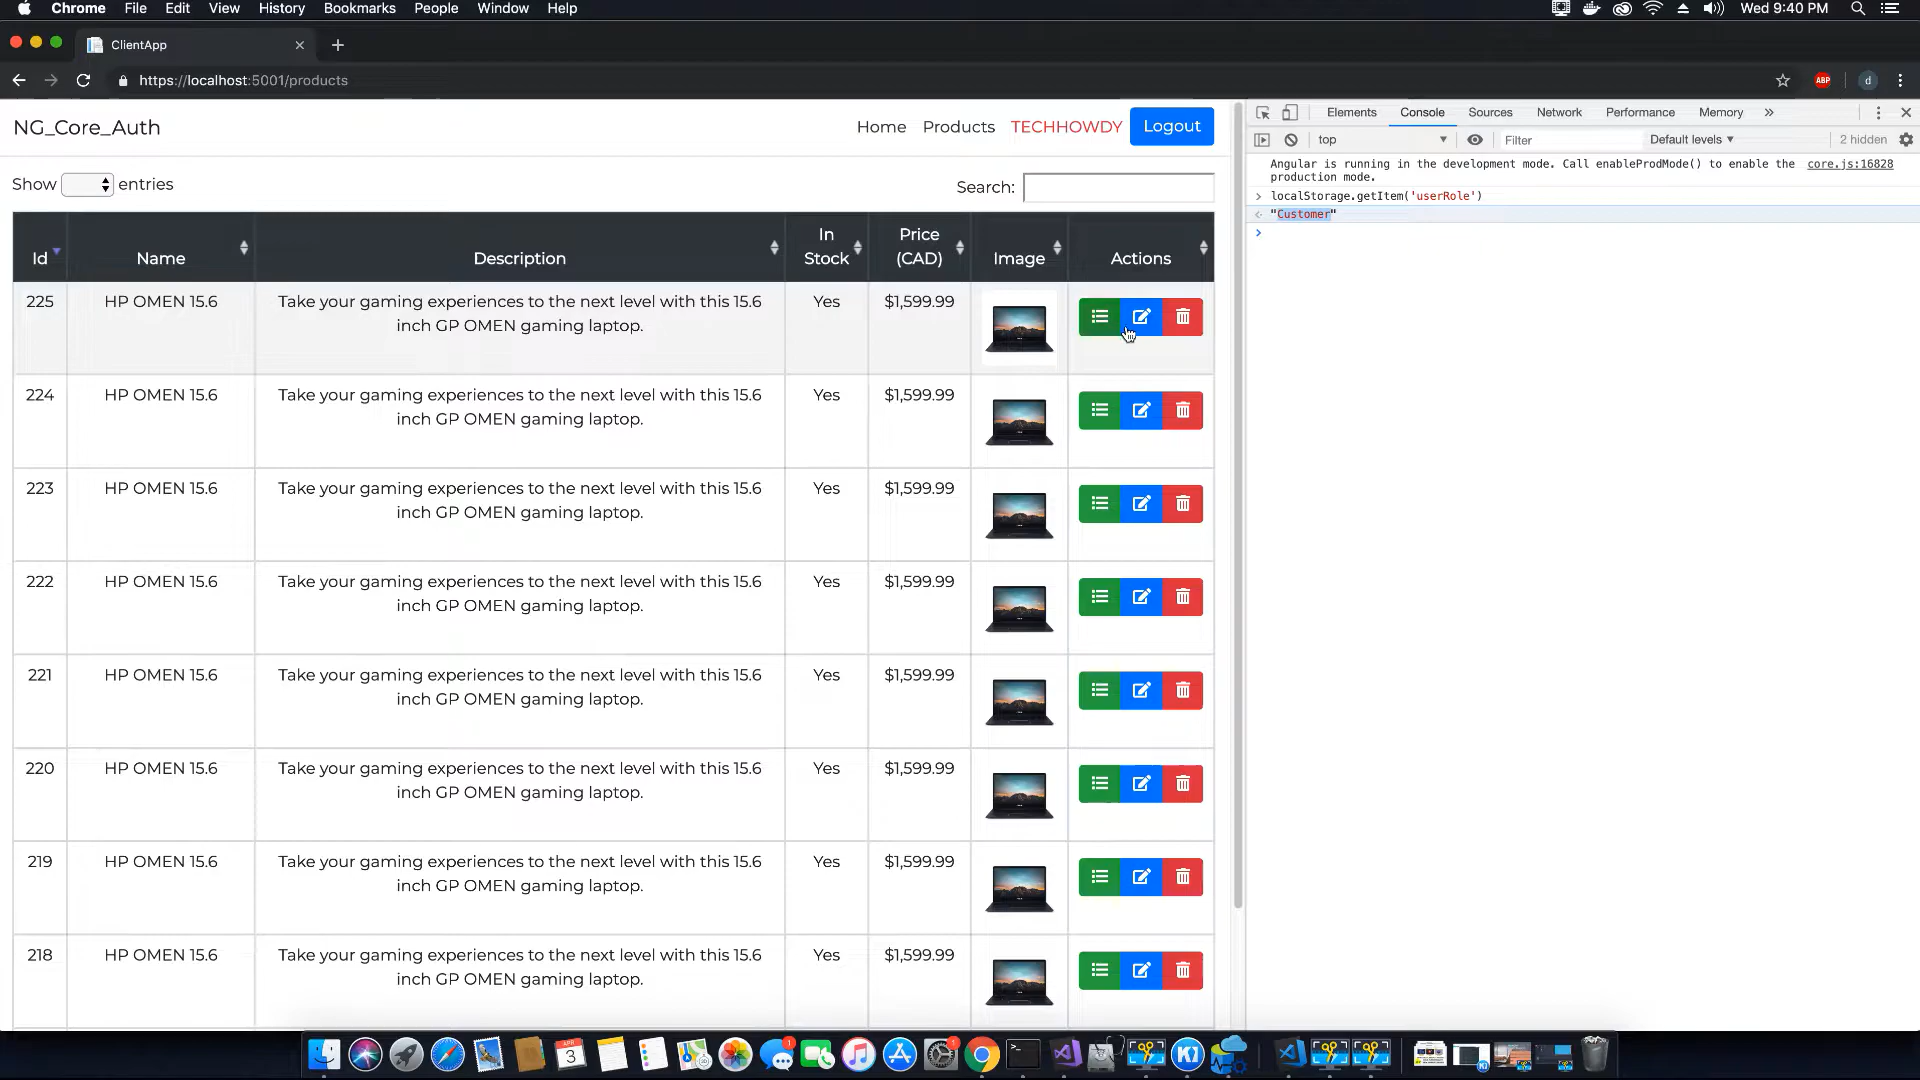 Chrome File Edit View History Bookmarks People Window Help Wed 9:40 PM
ClientApp
https://localhost:5001/products ABP d
NG_Core_Auth Home Products TECHHOWDY Logout
Show entries Search:
Id Name Description In Stock Price (CAD) Image Actions
225 HP OMEN 15.6 Take your gaming experiences to the next level with this 15.6 Yes $1,599.99
inch GP OMEN gaming laptop.
224 HP OMEN 15.6 Take your gaming experiences to the next level with this 15.6 Yes $1,599.99
inch GP OMEN gaming laptop.
223 HP OMEN 15.6 Take your gaming experiences to the next level with this 15.6 Yes $1,599.99
inch GP OMEN gaming laptop.
222 HP OMEN 15.6 Take your gaming experiences to the next level with this 15.6 Yes $1,599.99
inch GP OMEN gaming laptop.
221 HP OMEN 15.6 Take your gaming experiences to the next level with this 15.6 Yes $1,599.99
inch GP OMEN gaming laptop.
220 HP OMEN 15.6 Take your gaming experiences to the next level with this 15.6 Yes $1,599.99
inch GP OMEN gaming laptop.
219 HP OMEN 15.6 Take your gaming experiences to the next level with this 15.6 Yes $1,599.99
inch GP OMEN gaming laptop.
218 HP OMEN 15.6 Take your gaming experiences to the next level with this 15.6 Yes $1,599.99
inch GP OMEN gaming laptop.
Elements Console Sources Network Performance Memory
top Filter Default levels 2 hidden
Angular is running in the development mode. Call enableProdMode() to enable the core.js:16828
production mode.
localStorage.getItem('userRole')
"Customer"
APR
3
1
1